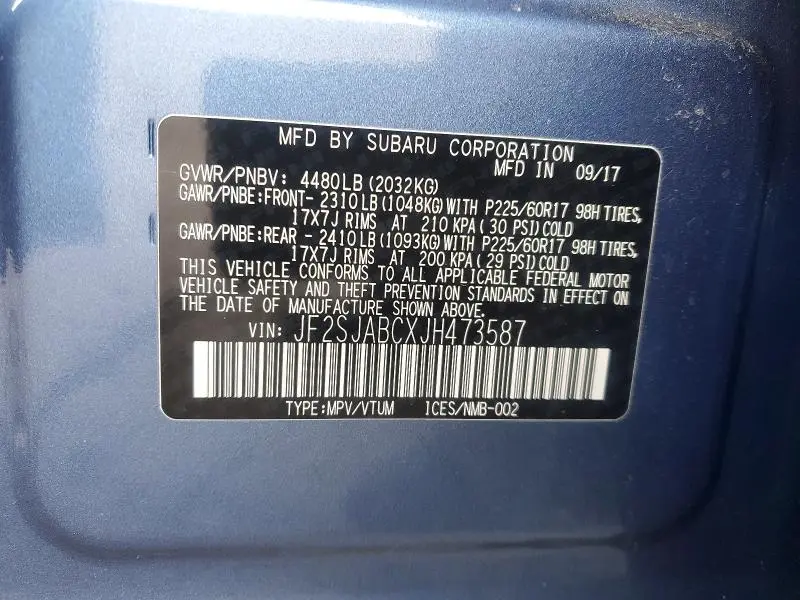 MFD BY SUBARU CORPORATION
MFD IN 09/17
GVWR/PNBV: 4480LB(2032KG)
GAWR/PNBE:FRONT- 2310LB(1048KG)WITH P225/60R17 98H TIRES,
17X7J RIMS AT 210 KPA( 30 PSI)COLD
GAWR/PNBE:REAR - 2410LB(1093KG)WITH P225/60R17 98H TIRES,
17X7J RIMS AT 200 KPA( 29 PSI)COLD
THIS VEHICLE CONFORMS TO ALL APPLICABLE FEDERAL MOTOR
VEHICLE SAFETY AND THEFT PREVENTION STANDARDS IN EFFECT ON
THE DATE OF MANUFACTURE SHOWN ABOVE.
VIN: JF2SJABCXJH473587
TYPE:MPV/VTUM ICES/NMB-002